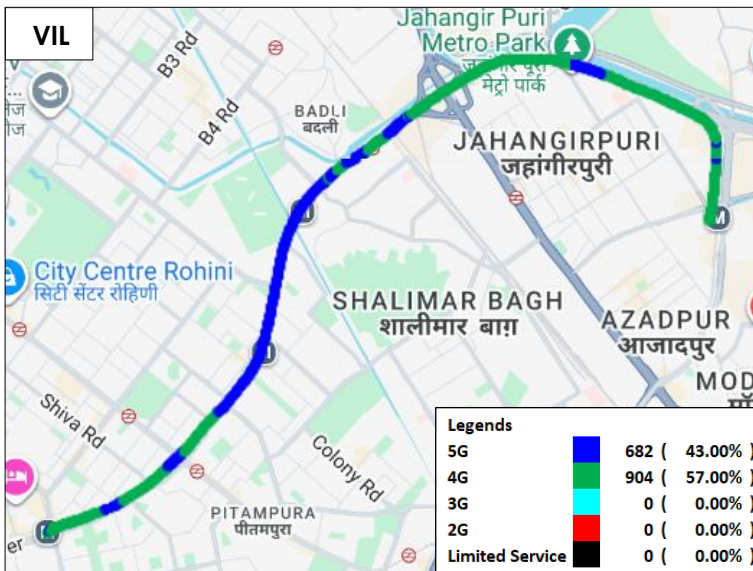 VIL
Jahangir Puri
Metro Park
मेट्रो पार्क
B3 Rd
B4 Rd
BADLI
बदली
JAHANGIRPURI
जहांगीरपुरी
City Centre Rohini
सिटी सेंटर रोहिणी
SHALIMAR BAGH
शालीमार बाग़
AZADPUR
आजादपुर
MOD
Shiva Rd
Colony Rd
PITAMPURA
पीतमपुरा
er
Legends
5G 682 ( 43.00% )
4G 904 ( 57.00% )
3G 0 ( 0.00% )
2G 0 ( 0.00% )
Limited Service 0 ( 0.00% )